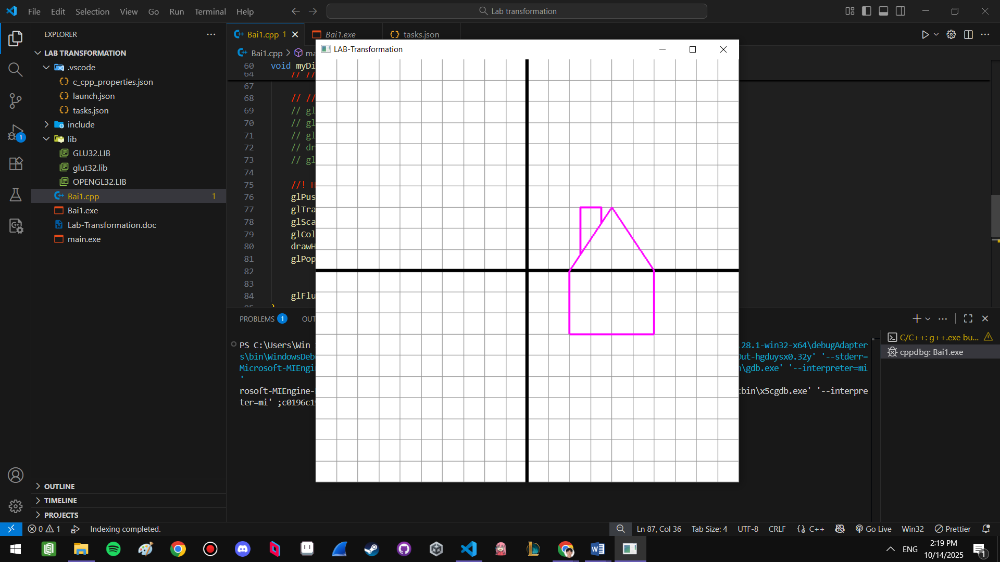 File Edit Selection View Go Run Terminal Help
Lab transformation
EXPLORER
Bai1.cpp 1
Bai1.exe
tasks.json
LAB TRANSFORMATION
.vscode
c_cpp_properties.json
launch.json
tasks.json
include
lib
GLU32.LIB
glut32.lib
OPENGL32.LIB
Bai1.cpp 1
Bai1.exe
Lab-Transformation.doc
main.exe
OUTLINE
TIMELINE
PROJECTS
Bai1.cpp > ma
60 void myDi
64 // //
67
68 // //
69 // gl
70 // gl
71 // gl
72 // dr
73 // gl
74
75 //! H
76 glPus
77 glTra
78 glSca
79 glCol
80 drawH
81 glPop
82
83
84 glFlu
LAB-Transformation
PROBLEMS 1 OUT
PS C:\Users\Win 28.1-win32-x64\debugAdapter
s\bin\WindowsDeb out-hgduysx0.32y' '--stderr=
Microsoft-MIEngi \gdb.exe' '--interpreter=mi
'
rosoft-MIEngine- bin\x5cgdb.exe' '--interpre
ter=mi' ;c0196c1
C/C++: g++.exe bu...
cppdbg: Bai1.exe
0 1 Indexing completed.
Ln 87, Col 36 Tab Size: 4 UTF-8 CRLF {} C++ Go Live Win32 Prettier
ENG
2:19 PM
10/14/2025
1